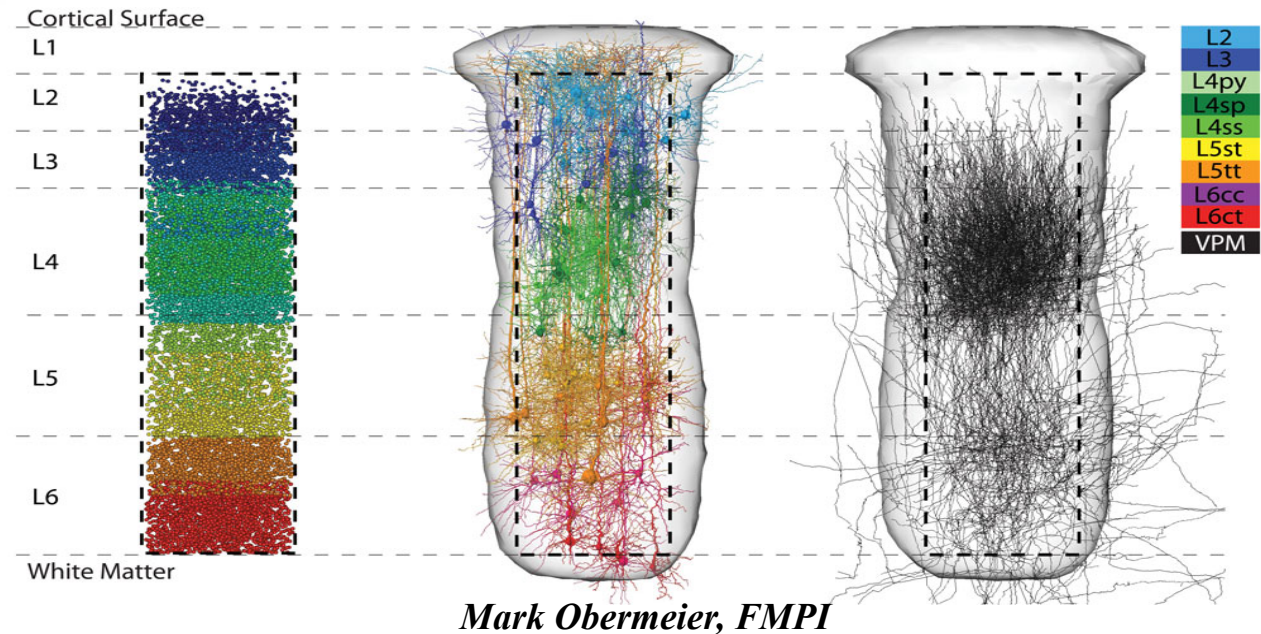 Cortical Surface
L1
L2
L3
L4
L5
L6
White Matter
L2
L3
L4py
L4sp
L4ss
L5st
L5tt
L6cc
L6ct
VPM
Mark Obermeier, FMPI